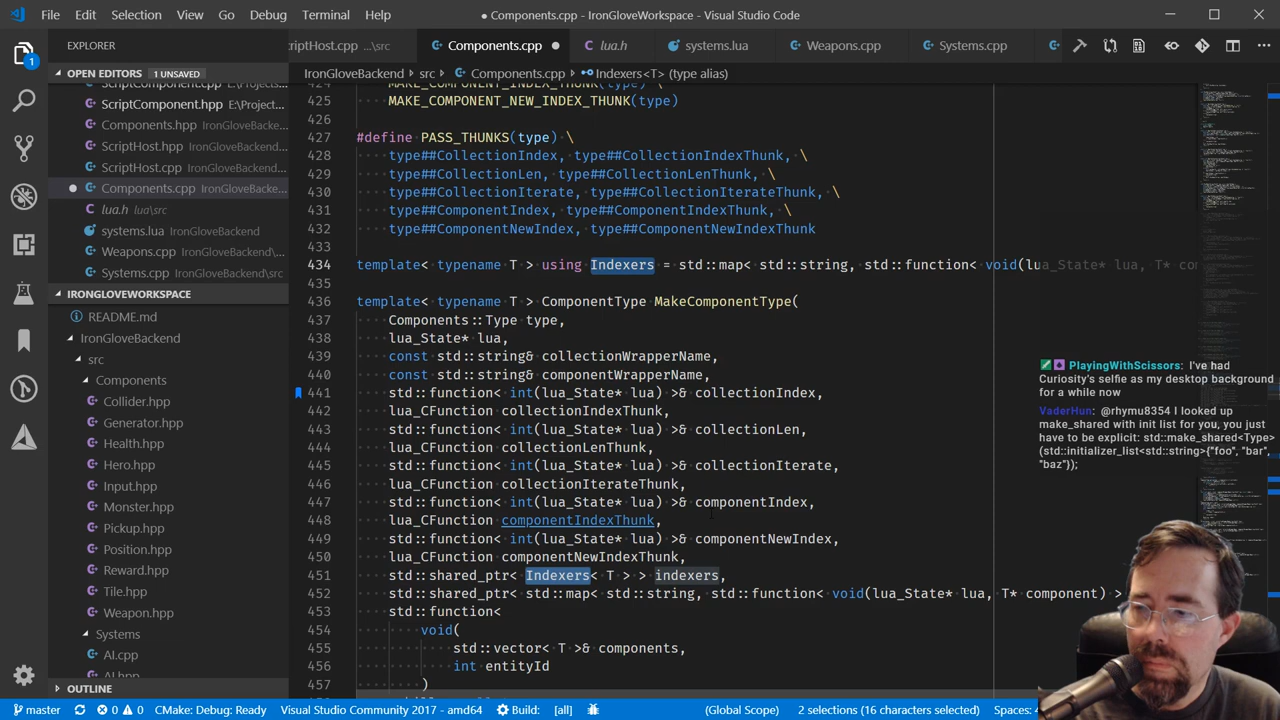 File Edit Selection View Go Debug Terminal Help
● Components.cpp - IronGloveWorkspace - Visual Studio Code
EXPLORER
criptHost.cpp ...\src
Components.cpp ●
lua.h
systems.lua
Weapons.cpp
Systems.cpp
OPEN EDITORS 1 UNSAVED
ScriptComponent.cpp E:\Projects...
ScriptComponent.hpp E:\Project...
Components.hpp IronGloveBackend...
ScriptHost.hpp IronGloveBackend...
ScriptHost.cpp IronGloveBackend...
Components.cpp IronGloveBacke...
lua.h lua\src
systems.lua IronGloveBackend
Weapons.cpp IronGloveBackend\...
Systems.cpp IronGloveBackend\...
IRONGLOVEWORKSPACE
README.md
IronGloveBackend
src
Components
Collider.hpp
Generator.hpp
Health.hpp
Hero.hpp
Input.hpp
Monster.hpp
Pickup.hpp
Position.hpp
Reward.hpp
Tile.hpp
Weapon.hpp
Systems
AI.cpp
AI.hpp
OUTLINE
IronGloveBackend > src > Components.cpp > Indexers<T> (type alias)
424 MAKE_COMPONENT_INDEX_THUNK(type) \
425 MAKE_COMPONENT_NEW_INDEX_THUNK(type)
426
427 #define PASS_THUNKS(type) \
428 type##CollectionIndex, type##CollectionIndexThunk, \
429 type##CollectionLen, type##CollectionLenThunk, \
430 type##CollectionIterate, type##CollectionIterateThunk, \
431 type##ComponentIndex, type##ComponentIndexThunk, \
432 type##ComponentNewIndex, type##ComponentNewIndexThunk
433
434 template< typename T > using Indexers = std::map< std::string, std::function< void(lua_State* lua, T* com
435
436 template< typename T > ComponentType MakeComponentType(
437 Components::Type type,
438 lua_State* lua,
439 const std::string& collectionWrapperName,
440 const std::string& componentWrapperName,
441 std::function< int(lua_State* lua) >& collectionIndex,
442 lua_CFunction collectionIndexThunk,
443 std::function< int(lua_State* lua) >& collectionLen,
444 lua_CFunction collectionLenThunk,
445 std::function< int(lua_State* lua) >& collectionIterate,
446 lua_CFunction collectionIterateThunk,
447 std::function< int(lua_State* lua) >& componentIndex,
448 lua_CFunction componentIndexThunk,
449 std::function< int(lua_State* lua) >& componentNewIndex,
450 lua_CFunction componentNewIndexThunk,
451 std::shared_ptr< Indexers< T > > indexers,
452 std::shared_ptr< std::map< std::string, std::function< void(lua_State* lua, T* component) >
453 std::function<
454 void(
455 std::vector< T >& components,
456 int entityId
457 )
PlayingWithScissors: I've had
Curiosity's selfie as my desktop background
for a while now
VaderHun: @rhymu8354 I looked up
make_shared with init list for you, you
just have to be explicit: std::make_shared<Type>
(std::initializer_list<std::string>{"foo", "bar",
"baz"});
master
0 0
CMake: Debug: Ready
Visual Studio Community 2017 - amd64
Build: [all]
(Global Scope)
2 selections (16 characters selected)
Spaces: